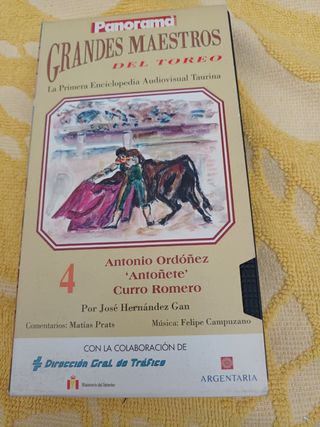 Panorama
GRANDES MAESTROS
DEL TOREO
La Primera Enciclopedia Audiovisual Taurina
4
Antonio Ordóñez
‘Antoñete’
Curro Romero
Por José Hernández Gan
Comentarios: Matías Prats
Música: Felipe Campuzano
CON LA COLABORACIÓN DE
Dirección Gral. de Tráfico
Ministerio del Interior
ARGENTARIA